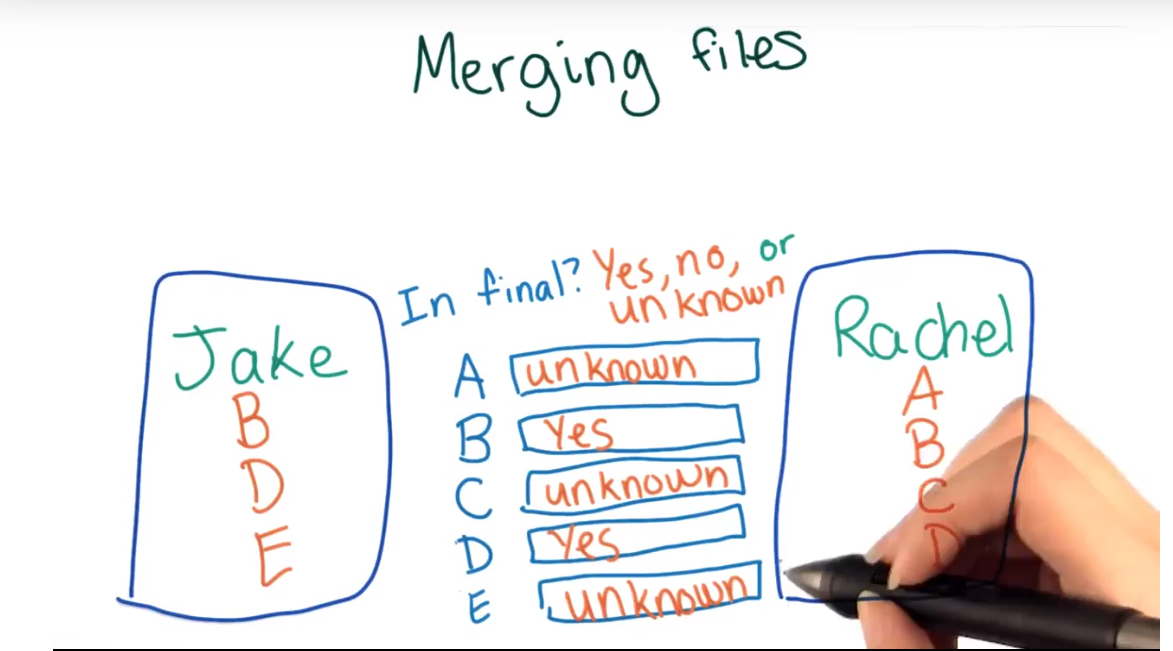 Merging files
Jake
B
D
E
In final? Yes, no, or
unknown
A unknown
B Yes
C unknown
D Yes
E unknown
Rachel
A
B
C
D